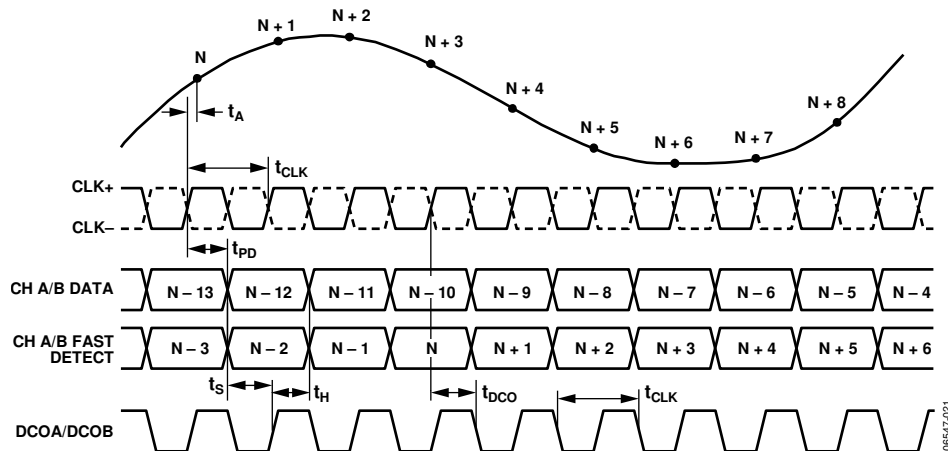 N
N + 1
N + 2
N + 3
N + 4
N + 5
N + 6
N + 7
N + 8
tA
tCLK
CLK+
CLK–
tPD
CH A/B DATA
N – 13 N – 12 N – 11 N – 10 N – 9 N – 8 N – 7 N – 6 N – 5 N – 4
CH A/B FAST
DETECT
N – 3 N – 2 N – 1 N N + 1 N + 2 N + 3 N + 4 N + 5 N + 6
tS
tH
tDCO
tCLK
DCOA/DCOB
06547-021